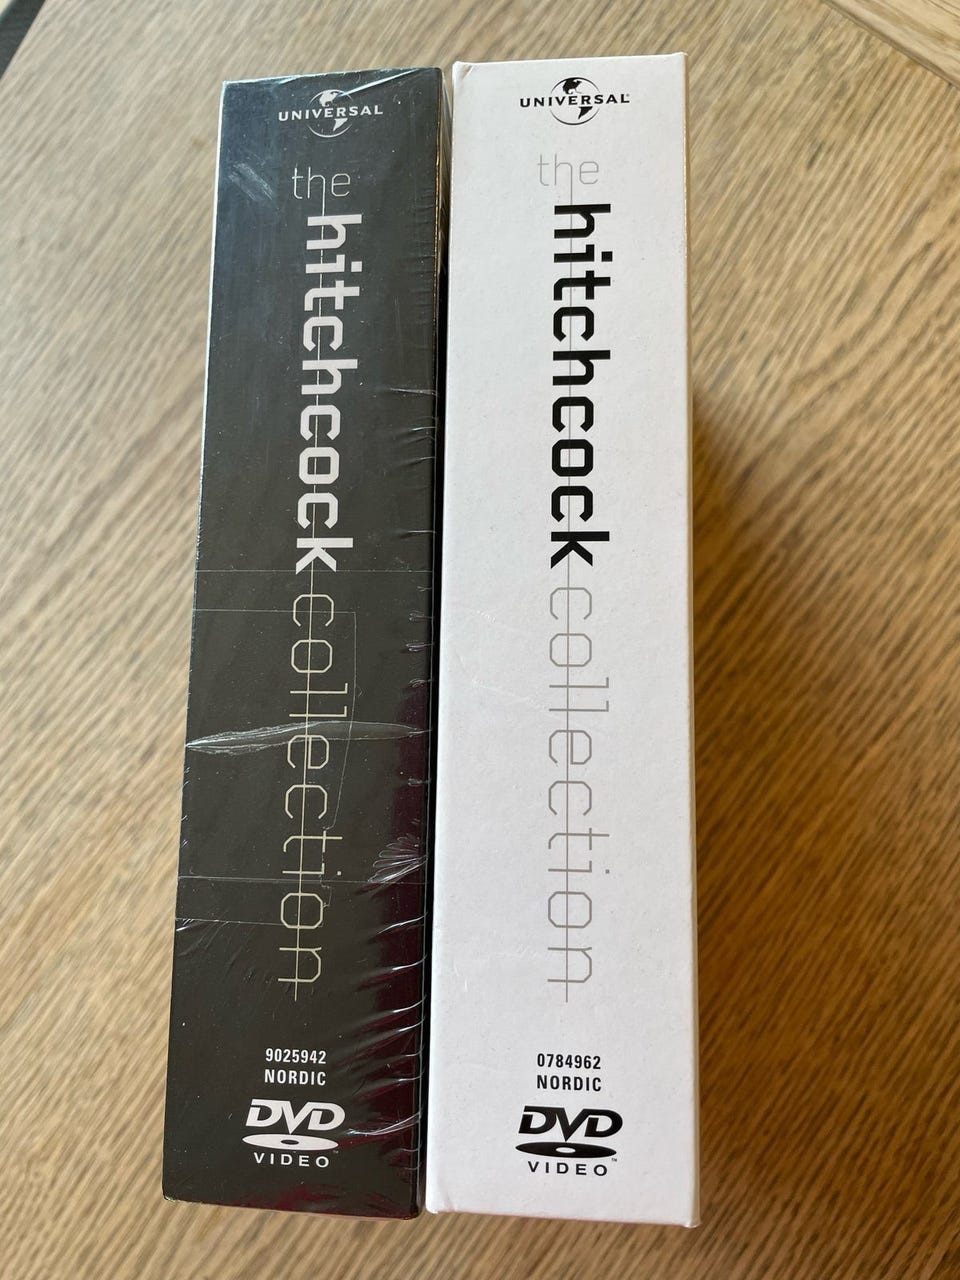 UNIVERSAL
the hitchcock collection
9025942
NORDIC
DVD
VIDEO
UNIVERSAL
the hitchcock collection
0784962
NORDIC
DVD
VIDEO